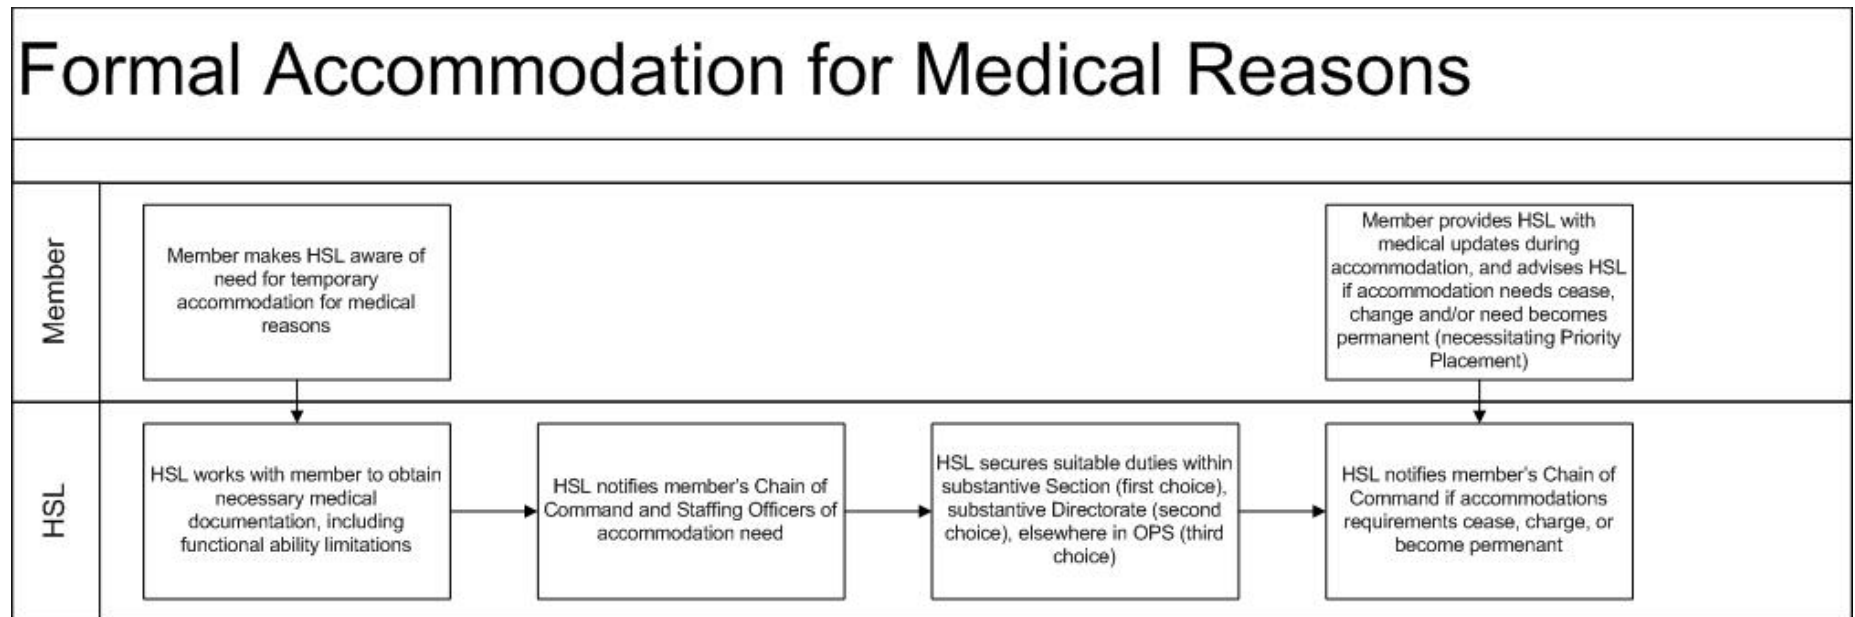 Formal Accommodation for Medical Reasons
Member
Member makes HSL aware of
need for temporary
accommodation for medical
reasons
Member provides HSL with
medical updates during
accommodation, and advises HSL
if accommodation needs cease,
change and/or need becomes
permanent (necessitating Priority
Placement)
HSL
HSL works with member to obtain
necessary medical
documentation, including
functional ability limitations
HSL notifies member's Chain of
Command and Staffing Officers of
accommodation need
HSL secures suitable duties within
substantive Section (first choice),
substantive Directorate (second
choice), elsewhere in OPS (third
choice)
HSL notifies member's Chain of
Command if accommodations
requirements cease, charge, or
become permenant